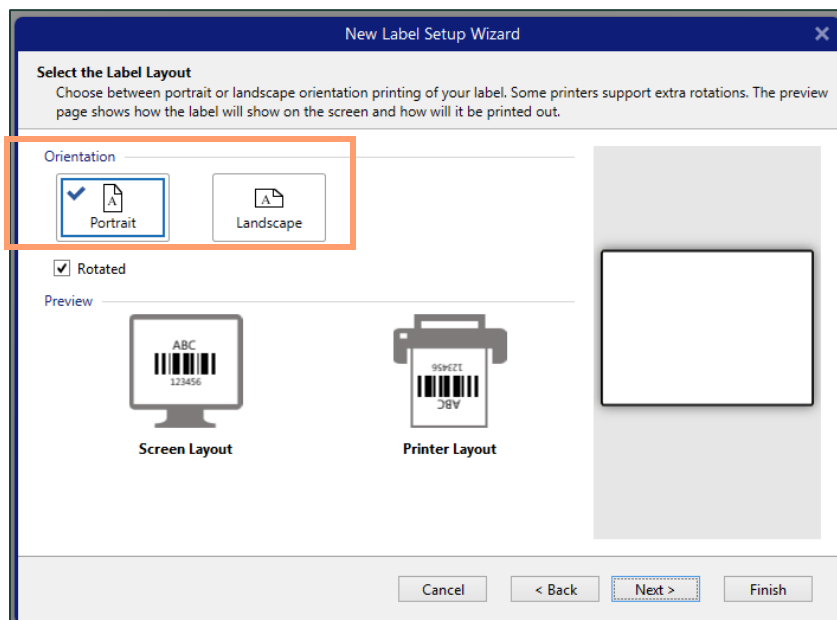 New Label Setup Wizard
Select the Label Layout
Choose between portrait or landscape orientation printing of your label. Some printers support extra rotations. The preview
page shows how the label will show on the screen and how will it be printed out.
Orientation
A
Portrait
A
Landscape
Rotated
Preview
ABC
123456
123456
ABC
Screen Layout
Printer Layout
Cancel
< Back
Next >
Finish